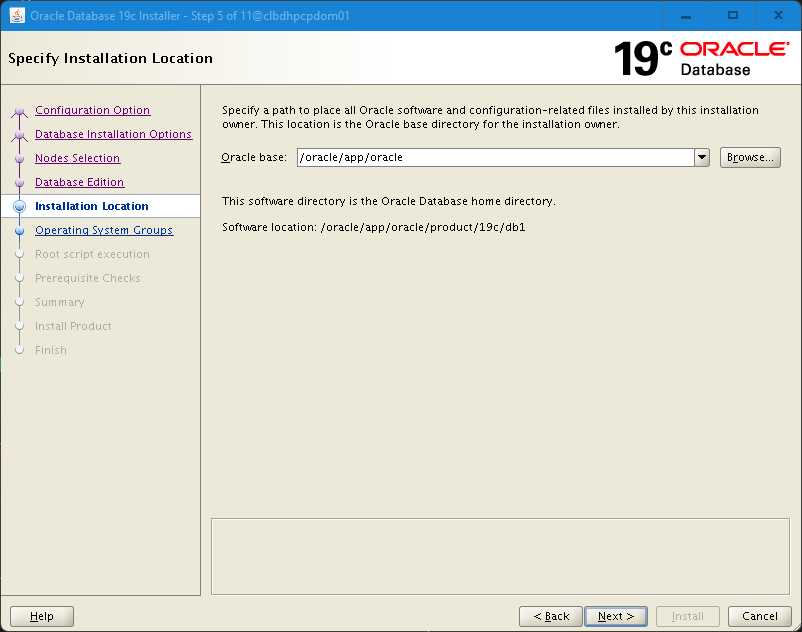 Oracle Database 19c Installer - Step 5 of 11@clbdhpcpdom01
Specify Installation Location
19c ORACLE
Database
Configuration Option
Database Installation Options
Nodes Selection
Database Edition
Installation Location
Operating System Groups
Root script execution
Prerequisite Checks
Summary
Install Product
Finish
Specify a path to place all Oracle software and configuration-related files installed by this installation
owner. This location is the Oracle base directory for the installation owner.
Oracle base: /oracle/app/oracle Browse...
This software directory is the Oracle Database home directory.
Software location: /oracle/app/oracle/product/19c/db1
Help < Back Next > Install Cancel